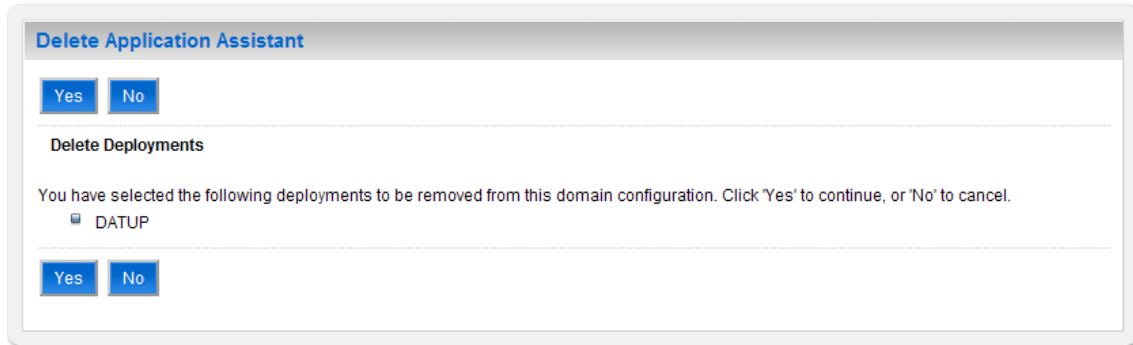 Delete Application Assistant
Yes No
Delete Deployments
You have selected the following deployments to be removed from this domain configuration. Click 'Yes' to continue, or 'No' to cancel.
DATUP
Yes No